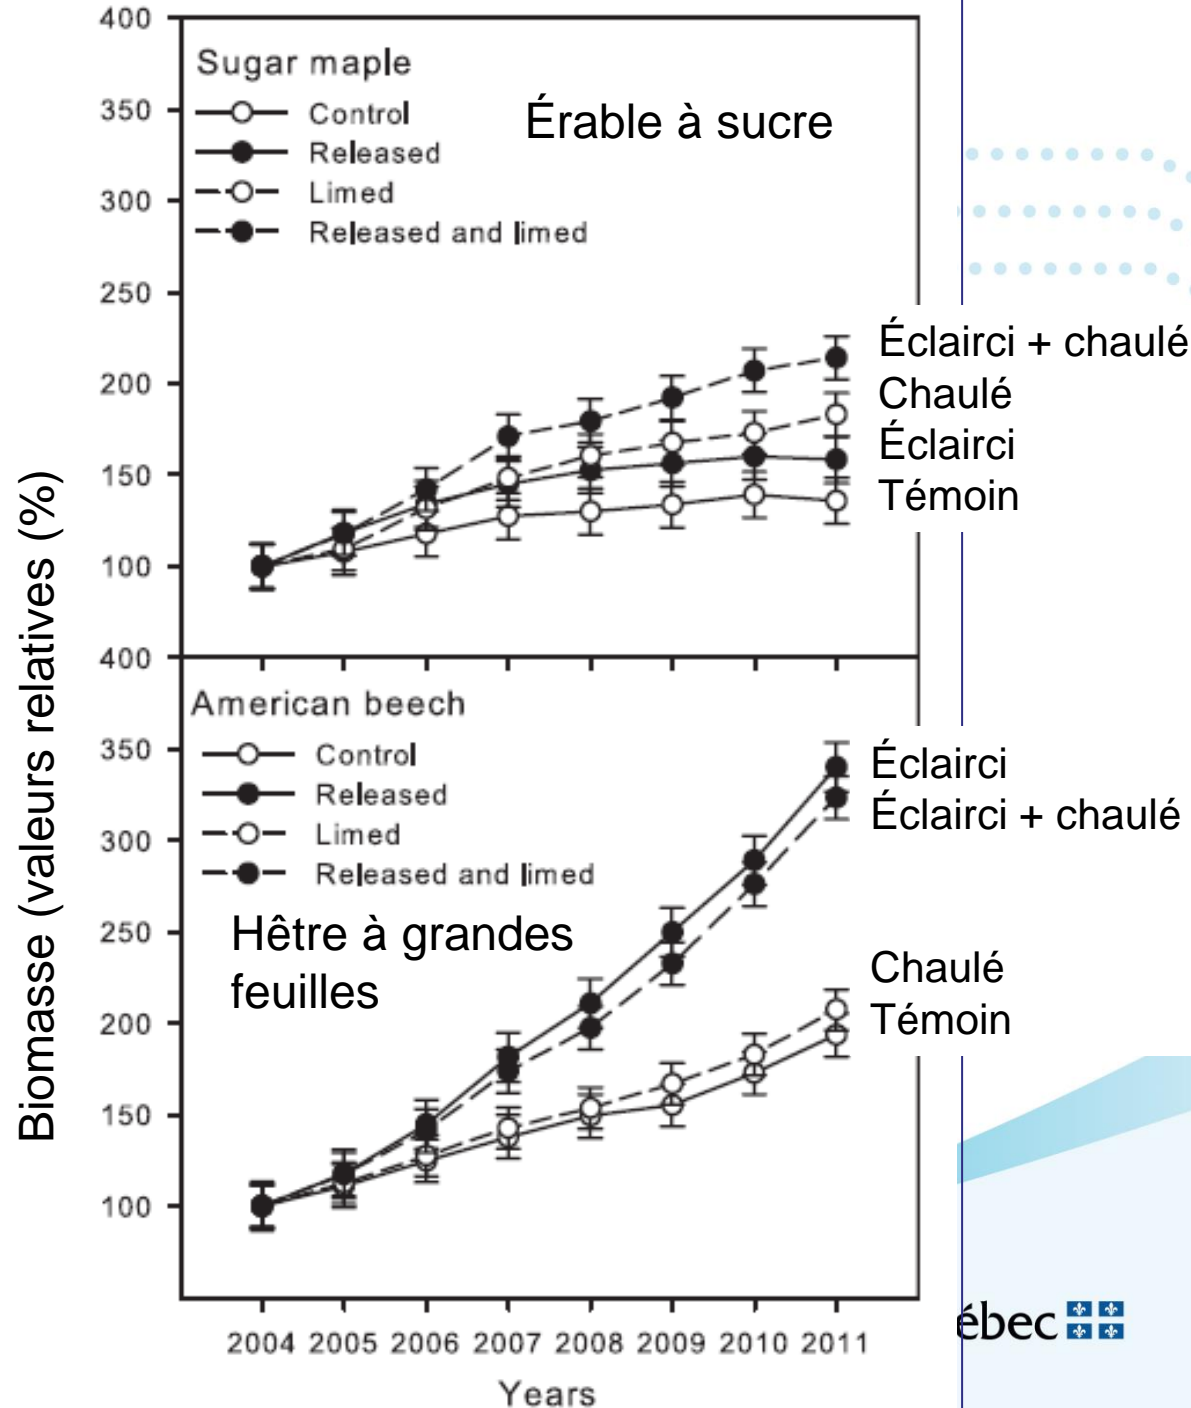 Biomasse (valeurs relatives (%)
400
350
300
250
200
150
100
Sugar maple
Control
Released
Limed
Released and limed
Érable à sucre
Éclairci + chaulé
Chaulé
Éclairci
Témoin
400
350
300
250
200
150
100
American beech
Control
Released
Limed
Released and limed
Hêtre à grandes
feuilles
Éclairci
Éclairci + chaulé
Chaulé
Témoin
2004 2005 2006 2007 2008 2009 2010 2011
Years
ébec